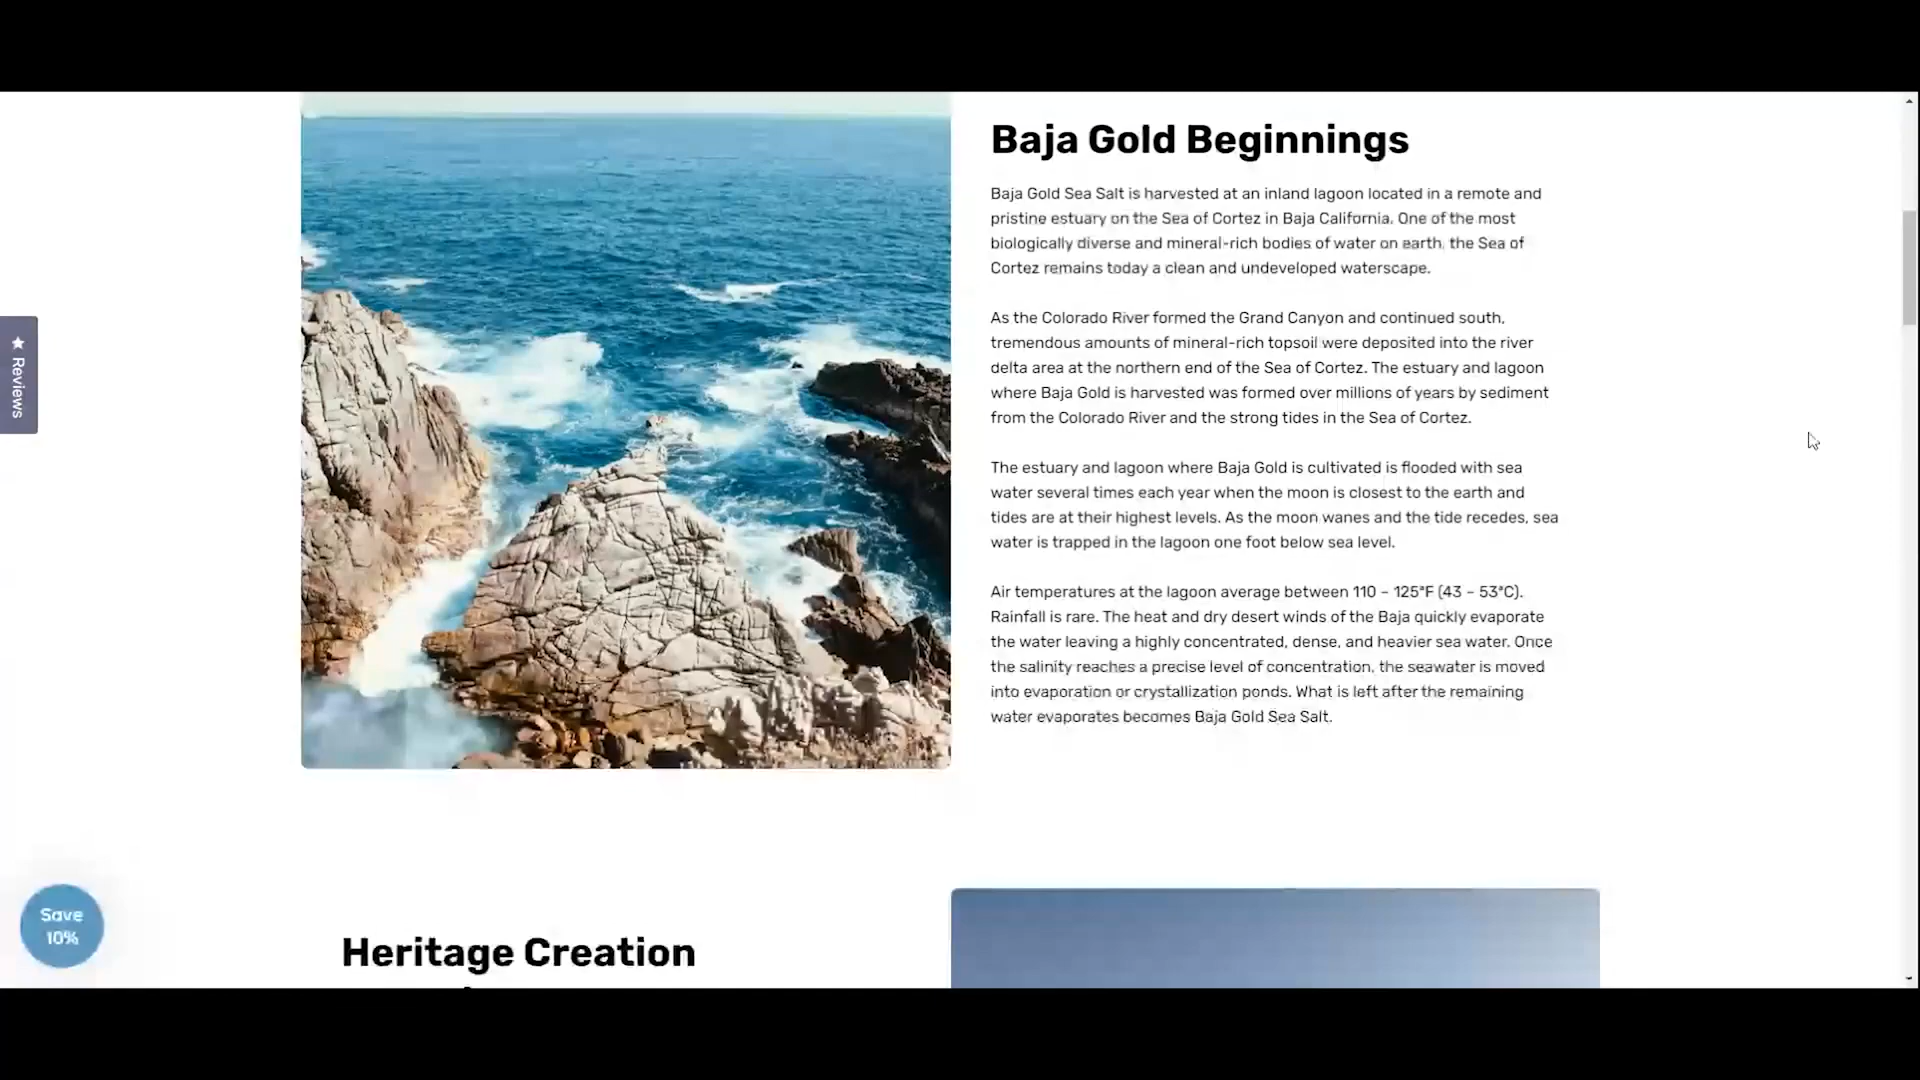 Baja Gold Beginnings
Baja Gold Sea Salt is harvested at an inland lagoon located in a remote and
pristine estuary on the Sea of Cortez in Baja California. One of the most
biologically diverse and mineral-rich bodies of water on earth, the Sea of
Cortez remains today a clean and undeveloped waterscape.
As the Colorado River formed the Grand Canyon and continued south,
tremendous amounts of mineral-rich topsoil were deposited into the river
delta area at the northern end of the Sea of Cortez. The estuary and lagoon
where Baja Gold is harvested was formed over millions of years by sediment
from the Colorado River and the strong tides in the Sea of Cortez.
The estuary and lagoon where Baja Gold is cultivated is flooded with sea
water several times each year when the moon is closest to the earth and
tides are at their highest levels. As the moon wanes and the tide recedes, sea
water is trapped in the lagoon one foot below sea level.
Air temperatures at the lagoon average between 110 – 125°F (43 – 53°C).
Rainfall is rare. The heat and dry desert winds of the Baja quickly evaporate
the water leaving a highly concentrated, dense, and heavier sea water. Once
the salinity reaches a precise level of concentration, the seawater is moved
into evaporation or crystallization ponds. What is left after the remaining
water evaporates becomes Baja Gold Sea Salt.
★ Reviews
Save
10%
Heritage Creation